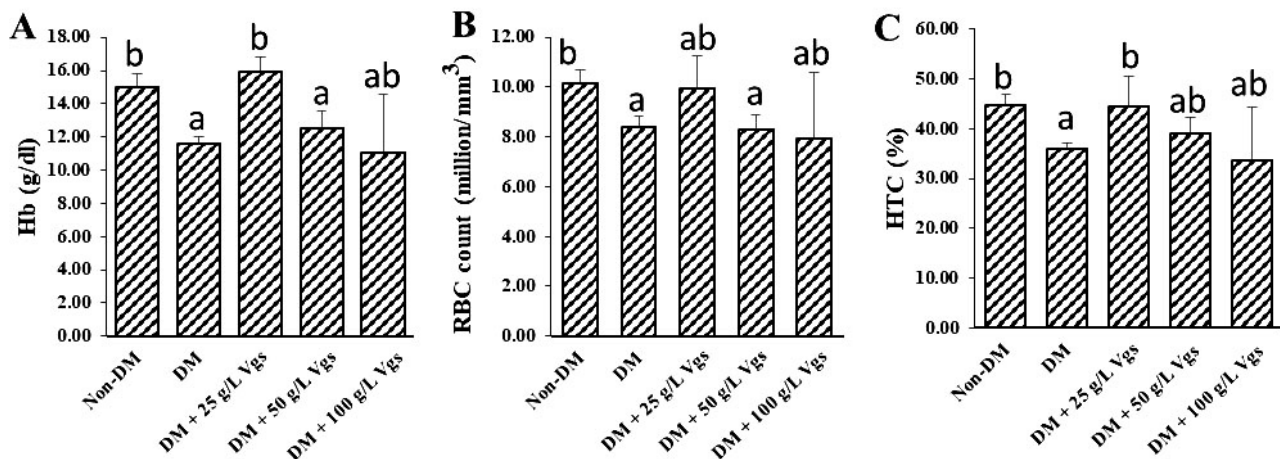 A
Hb (g/dl)
18.00
16.00
14.00
12.00
10.00
8.00
6.00
4.00
2.00
0.00
b
a
b
a
ab
Non-DM
DM
DM + 25 g/L Vgs
DM + 50 g/L Vgs
DM + 100 g/L Vgs
B
RBC count (million/mm³)
12.00
10.00
8.00
6.00
4.00
2.00
0.00
b
a
ab
a
ab
Non-DM
DM
DM + 25 g/L Vgs
DM + 50 g/L Vgs
DM + 100 g/L Vgs
C
HTC (%)
60.00
50.00
40.00
30.00
20.00
10.00
0.00
b
a
b
ab
ab
Non-DM
DM
DM + 25 g/L Vgs
DM + 50 g/L Vgs
DM + 100 g/L Vgs